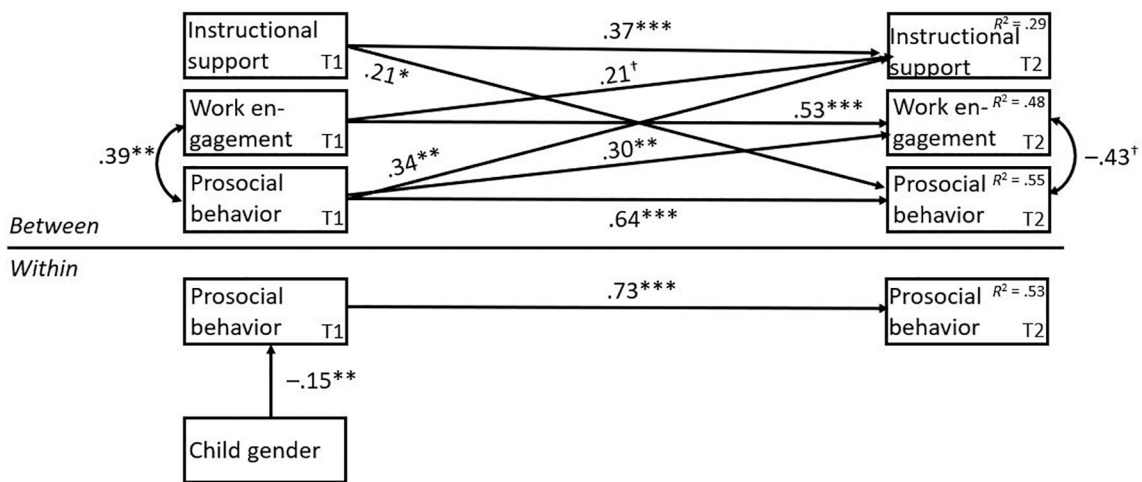 Instructional
support T1
.37***
R² = .29
Instructional
support T2
.21*
.21†
Work en-
gagement T1
.53***
Work en- R² = .48
gagement T2
.39**
.34**
.30**
–.43†
Prosocial
behavior T1
.64***
Prosocial R² = .55
behavior T2
Between
Within
Prosocial
behavior T1
.73***
Prosocial R² = .53
behavior T2
–.15**
Child gender